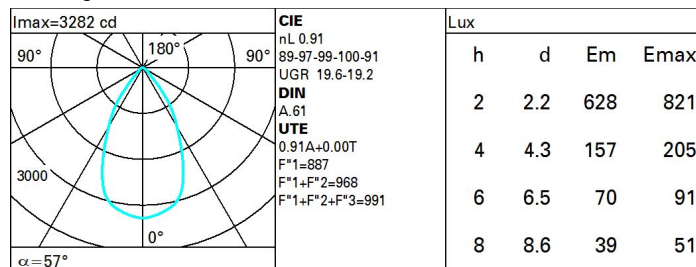 Imax=3282 cd
90° 180° 90°
3000
0°
α=57°
CIE
nL 0.91
89-97-99-100-91
UGR 19.6-19.2
DIN
A.61
UTE
0.91A+0.00T
F"1=887
F"1+F"2=968
F"1+F"2+F"3=991
Lux
h d Em Emax
2 2.2 628 821
4 4.3 157 205
6 6.5 70 91
8 8.6 39 51